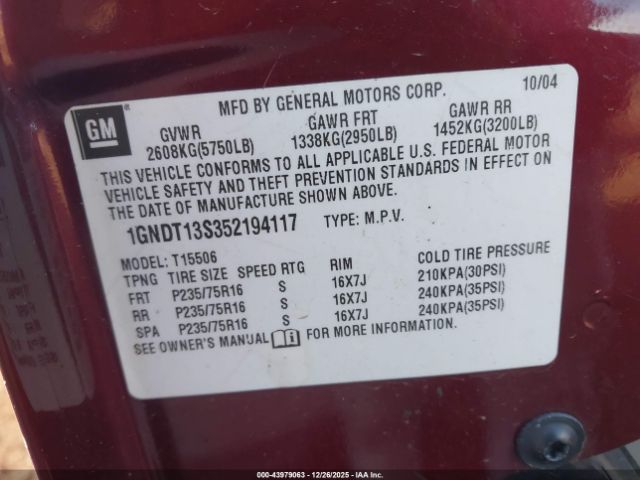 10/04
MFD BY GENERAL MOTORS CORP.
GM
GVWR GAWR FRT GAWR RR
2608KG(5750LB) 1338KG(2950LB) 1452KG(3200LB)
THIS VEHICLE CONFORMS TO ALL APPLICABLE U.S. FEDERAL MOTOR
VEHICLE SAFETY AND THEFT PREVENTION STANDARDS IN EFFECT ON
THE DATE OF MANUFACTURE SHOWN ABOVE.
1GNDT13S352194117 TYPE: M.P.V.
MODEL: T15506
TPNG TIRE SIZE SPEED RTG RIM COLD TIRE PRESSURE
FRT P235/75R16 S 16X7J 210KPA(30PSI)
RR P235/75R16 S 16X7J 240KPA(35PSI)
SPA P235/75R16 S 16X7J 240KPA(35PSI)
SEE OWNER'S MANUAL FOR MORE INFORMATION.
000-43979063 - 12/26/2025 - IAA Inc.